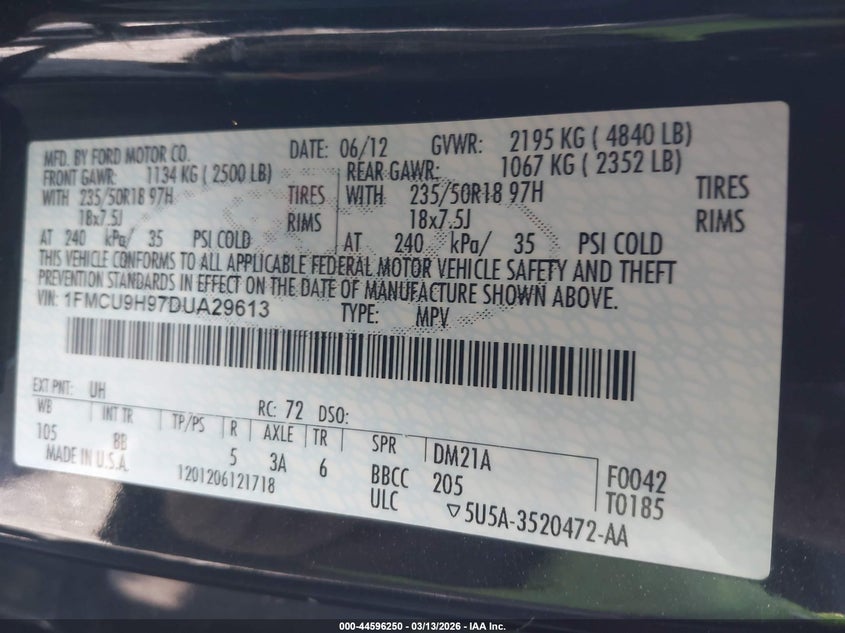 MFD. BY FORD MOTOR CO. DATE: 06/12 GVWR: 2195 KG ( 4840 LB)
FRONT GAWR: 1134 KG ( 2500 LB) REAR GAWR: 1067 KG ( 2352 LB)
WITH 235/50R18 97H TIRES WITH 235/50R18 97H TIRES
18x7.5J RIMS 18x7.5J RIMS
AT 240 kPa/ 35 PSI COLD AT 240 kPa/ 35 PSI COLD
THIS VEHICLE CONFORMS TO ALL APPLICABLE FEDERAL MOTOR VEHICLE SAFETY AND THEFT
PREVENTION STANDARDS IN EFFECT ON THE DATE OF MANUFACTURE SHOWN ABOVE.
VIN: 1FMCU9H97DUA29613 TYPE: MPV
EXT PNT: UH RC: 72 DSO:
WB INT TR TP/PS R AXLE TR SPR DM21A F0042
105 BB 5 3A 6 BBCC 205 T0185
MADE IN U.S.A. 1201206121718 ULC ▽5U5A-3520472-AA
000-44596250 - 03/13/2026 - IAA Inc.